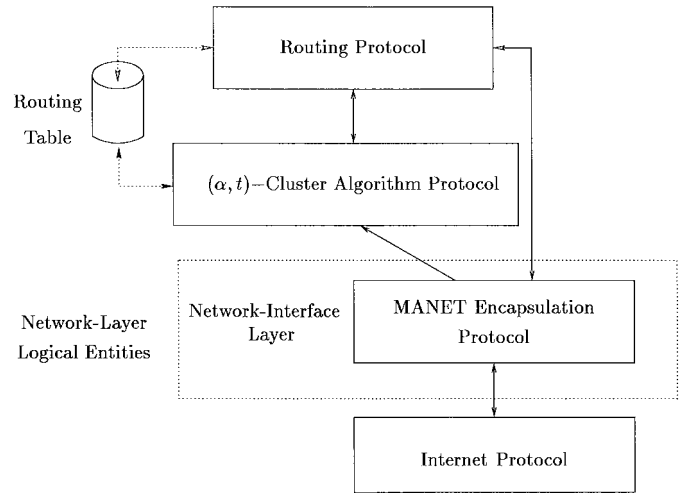 Routing Protocol
Routing
Table
(α, t)–Cluster Algorithm Protocol
Network-Layer
Logical Entities
Network-Interface
Layer
MANET Encapsulation
Protocol
Internet Protocol